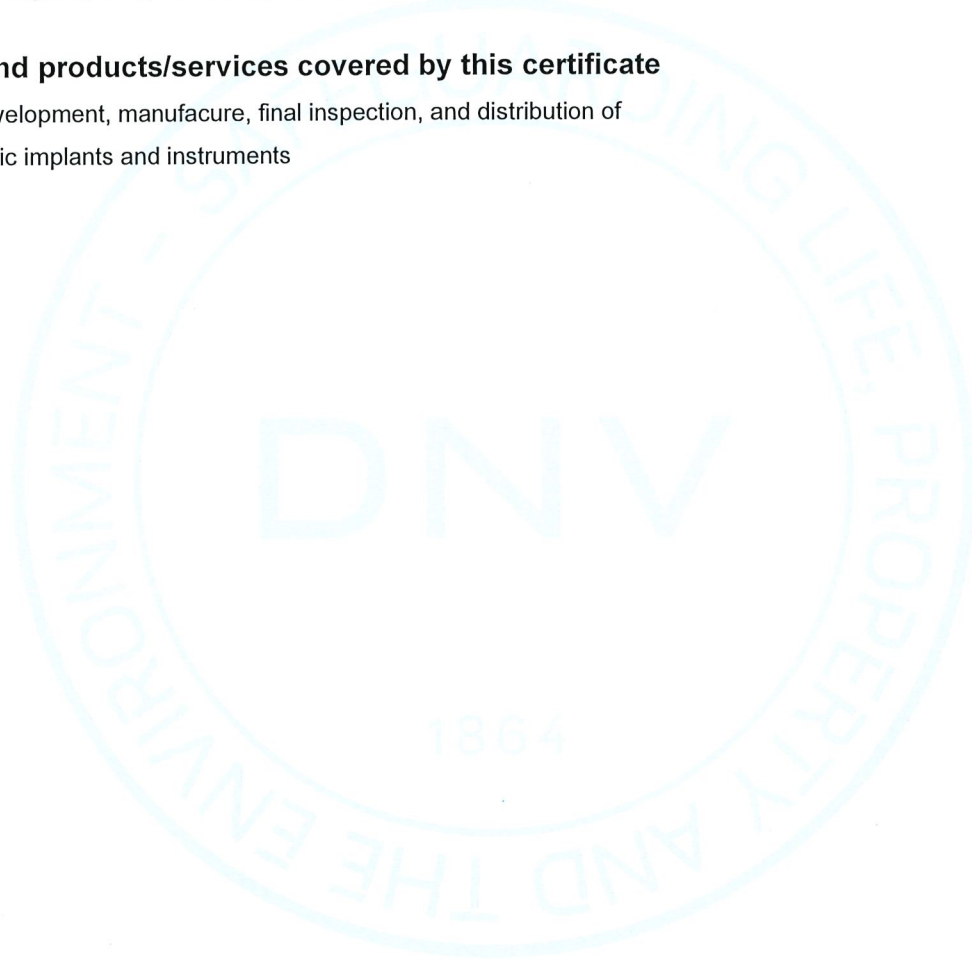 nd products/services covered by this certificate
velopment, manufacure, final inspection, and distribution of
ic implants and instruments
SAFEGUARDING LIFE, PROPERTY AND THE ENVIRONMENT -
DNV
1864